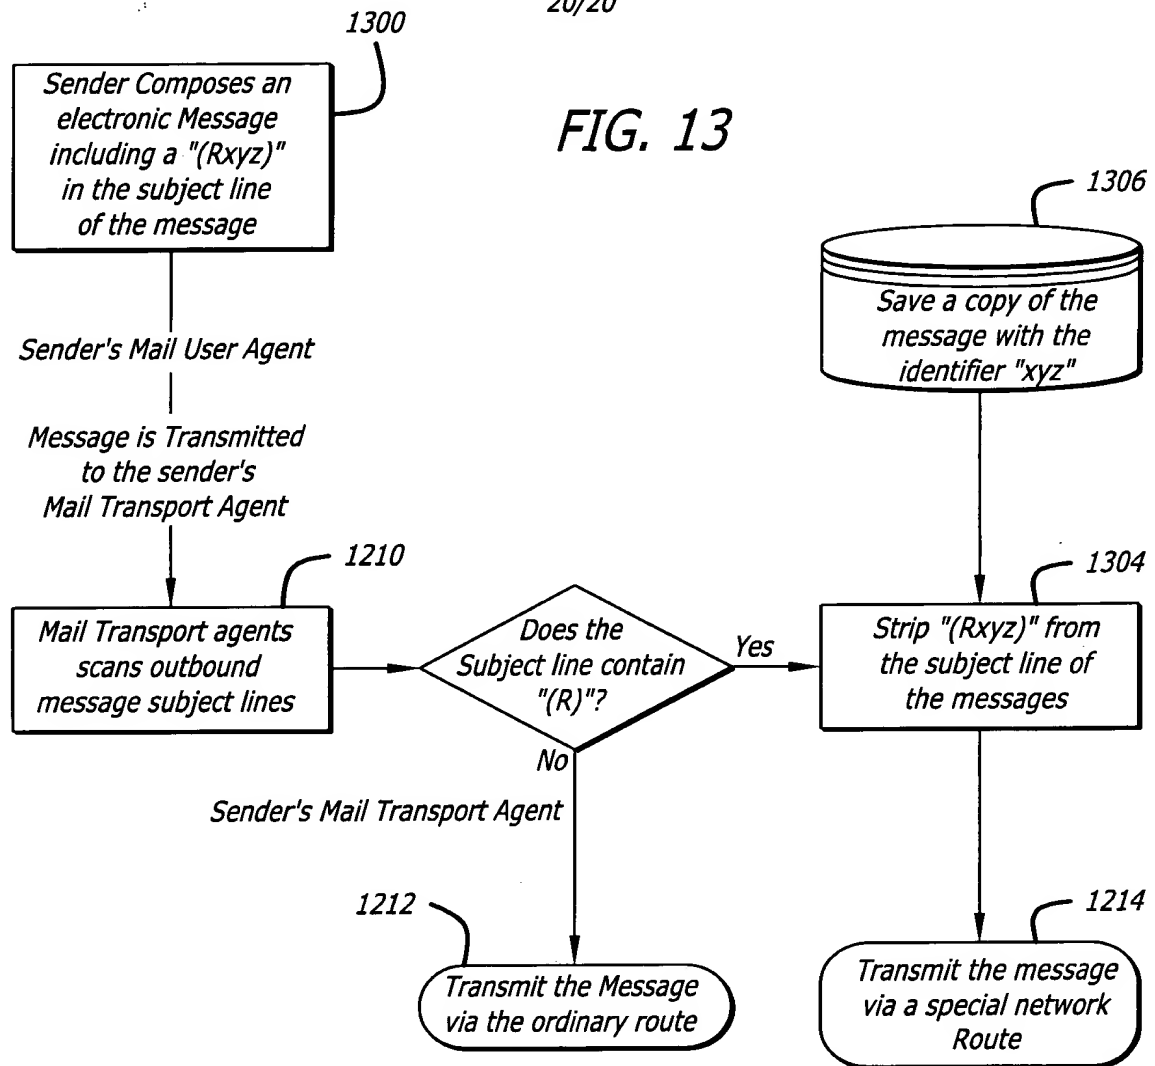 20/20
1300
Sender Composes an
electronic Message
including a "(Rxyz)"
in the subject line
of the message
FIG. 13
1306
Save a copy of the
message with the
identifier "xyz"
Sender's Mail User Agent
Message is Transmitted
to the sender's
Mail Transport Agent
1210
Mail Transport agents
scans outbound
message subject lines
Does the
Subject line contain
"(R)"?
Yes
No
1304
Strip "(Rxyz)" from
the subject line of
the messages
Sender's Mail Transport Agent
1212
Transmit the Message
via the ordinary route
1214
Transmit the message
via a special network
Route